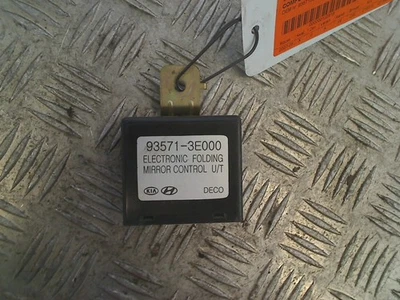 93571-3E000
ELECTRONIC FOLDING
MIRROR CONTROL U/T
KIA DECO